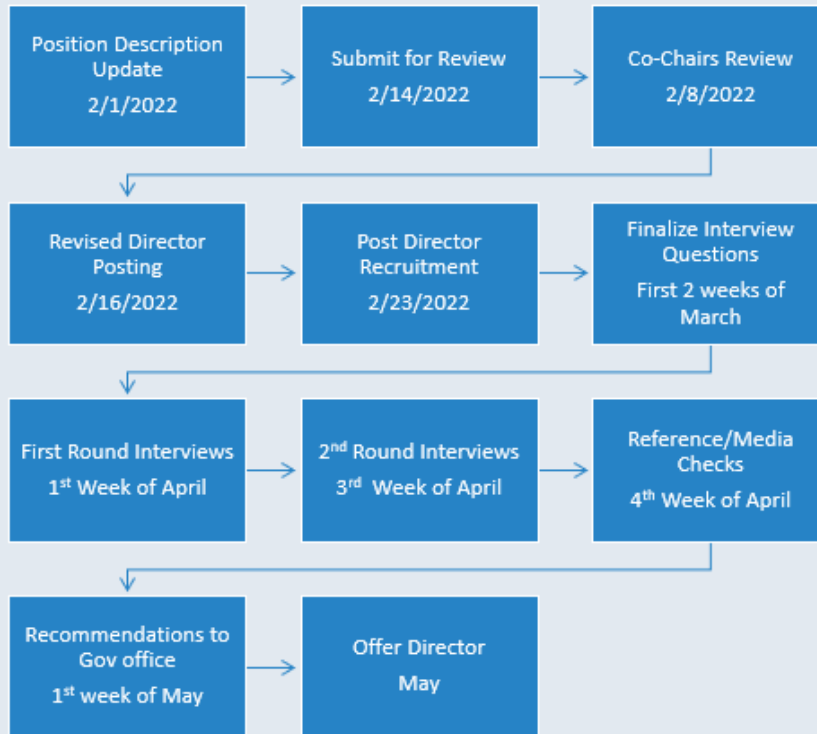 Position Description
Update
2/1/2022
Submit for Review
2/14/2022
Co-Chairs Review
2/8/2022
Revised Director
Posting
2/16/2022
Post Director
Recruitment
2/23/2022
Finalize Interview
Questions
First 2 weeks of
March
First Round Interviews
1st Week of April
2nd Round Interviews
3rd Week of April
Reference/Media
Checks
4th Week of April
Recommendations to
Gov office
1st week of May
Offer Director
May